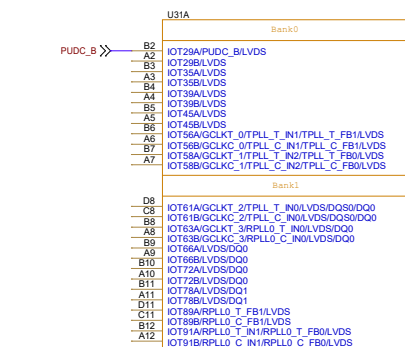 U31A
Bank0
PUDC_B
B2 IOT29A/PUDC_B/LVDS
A2 IOT29B/LVDS
B3 IOT35A/LVDS
A3 IOT35B/LVDS
B4 IOT39A/LVDS
A4 IOT39B/LVDS
B5 IOT45A/LVDS
A5 IOT45B/LVDS
B6 IOT56A/GCLKT_0/TPLL_T_IN1/TPLL_T_FB1/LVDS
A6 IOT56B/GCLKC_0/TPLL_C_IN1/TPLL_C_FB1/LVDS
B7 IOT58A/GCLKT_1/TPLL_T_IN2/TPLL_T_FB0/LVDS
A7 IOT58B/GCLKC_1/TPLL_C_IN2/TPLL_C_FB0/LVDS
Bank1
D8 IOT61A/GCLKT_2/TPLL_T_IN0/LVDS/DQS0/DQ0
C8 IOT61B/GCLKC_2/TPLL_C_IN0/LVDS/DQS0/DQ0
B8 IOT63A/GCLKT_3/RPLL0_T_IN0/LVDS/DQ0
A8 IOT63B/GCLKC_3/RPLL0_C_IN0/LVDS/DQ0
B9 IOT66A/LVDS/DQ0
A9 IOT66B/LVDS/DQ0
B10 IOT72A/LVDS/DQ0
A10 IOT72B/LVDS/DQ0
B11 IOT78A/LVDS/DQ1
A11 IOT78B/LVDS/DQ1
D11 IOT89A/RPLL0_T_FB1/LVDS
C11 IOT89B/RPLL0_C_FB1/LVDS
B12 IOT91A/RPLL0_T_IN1/RPLL0_T_FB0/LVDS
A12 IOT91B/RPLL0_C_IN1/RPLL0_C_FB0/LVDS